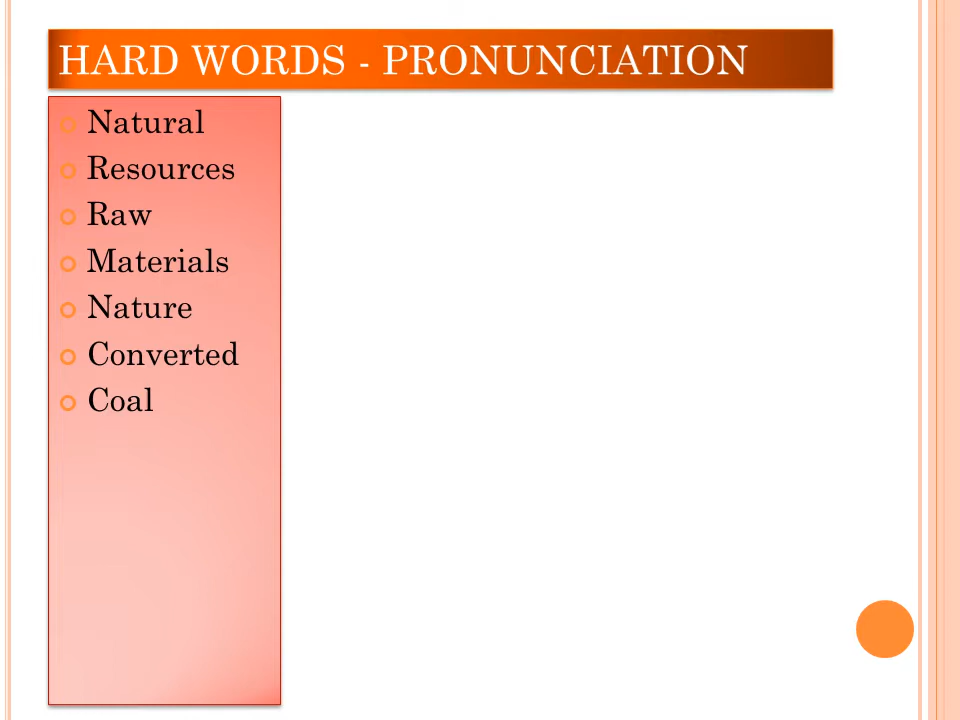 HARD WORDS - PRONUNCIATION
Natural
Resources
Raw
Materials
Nature
Converted
Coal